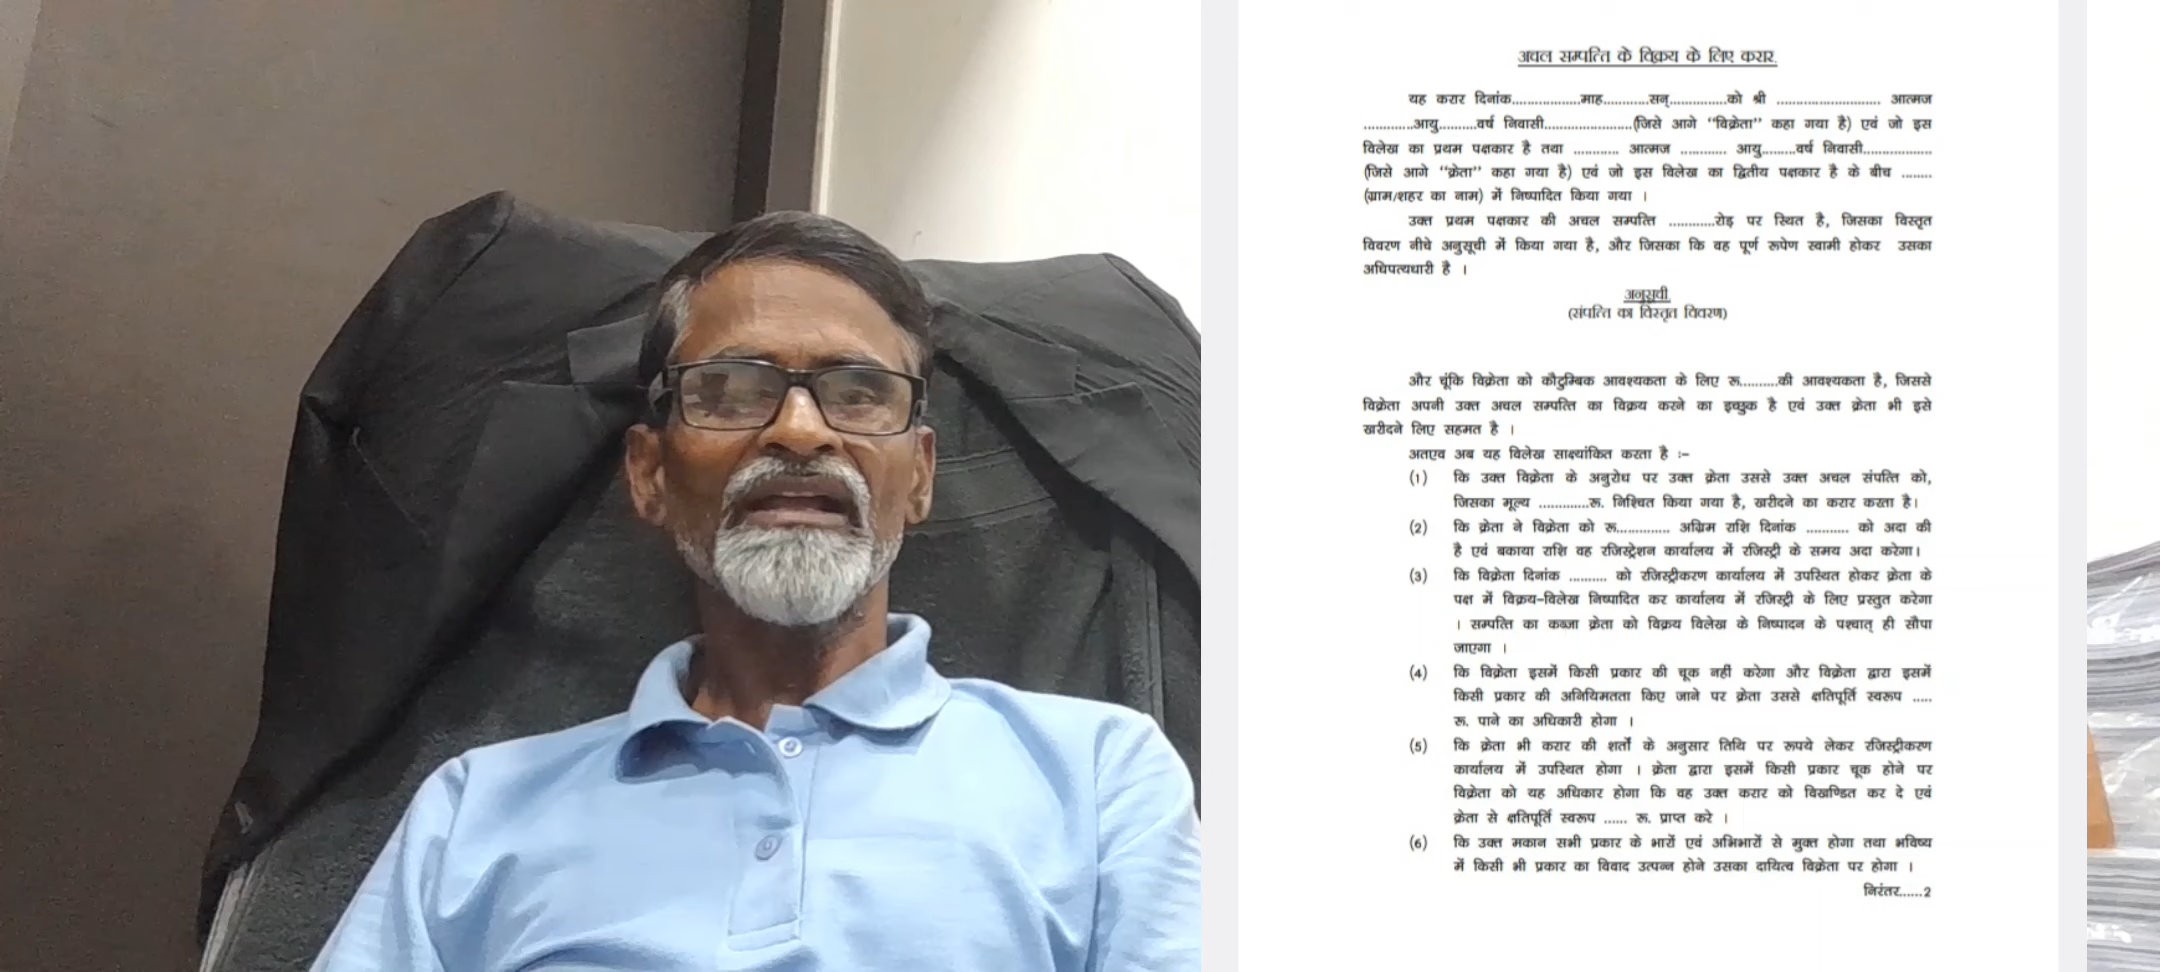 अचल सम्पत्ति के विक्रय के लिए करार.
यह करार दिनांक...................माह............सन्...............को श्री ............................ आत्मज
.............आयु..........वर्ष निवासी........................(जिसे आगे ‘‘विक्रेता’’ कहा गया है) एवं जो इस
विलेख का प्रथम पक्षकार है तथा ............ आत्मज ............ आयु.........वर्ष निवासी...................
(जिसे आगे ‘‘क्रेता’’ कहा गया है) एवं जो इस विलेख का द्वितीय पक्षकार है के बीच ........
(ग्राम/शहर का नाम) में निष्पादित किया गया ।
उक्त प्रथम पक्षकार की अचल सम्पत्ति ............रोड़ पर स्थित है, जिसका विस्तृत
विवरण नीचे अनुसूची में किया गया है, और जिसका कि वह पूर्ण रूपेण स्वामी होकर उसका
अधिपत्यधारी है ।
अनुसूची.
(संपत्ति का विस्तृत विवरण)
और चूंकि विक्रेता को कौटुम्बिक आवश्यकता के लिए रू..........की आवश्यकता है, जिससे
विक्रेता अपनी उक्त अचल सम्पत्ति का विक्रय करने का इच्छुक है एवं उक्त क्रेता भी इसे
खरीदने लिए सहमत है ।
अतएव अब यह विलेख साक्ष्यांकित करता है :–
(1) कि उक्त विक्रेता के अनुरोध पर उक्त क्रेता उससे उक्त अचल संपत्ति को,
जिसका मूल्य .............रू. निश्चित किया गया है, खरीदने का करार करता है।
(2) कि क्रेता ने विक्रेता को रू.............. अग्रिम राशि दिनांक ........... को अदा की
है एवं बकाया राशि वह रजिस्ट्रेशन कार्यालय में रजिस्ट्री के समय अदा करेगा।
(3) कि विक्रेता दिनांक .......... को रजिस्ट्रीकरण कार्यालय में उपस्थित होकर क्रेता के
पक्ष में विक्रय–विलेख निष्पादित कर कार्यालय में रजिस्ट्री के लिए प्रस्तुत करेगा
। सम्पत्ति का कब्जा क्रेता को विक्रय विलेख के निष्पादन के पश्चात् ही सौपा
जाएगा ।
(4) कि विक्रेता इसमें किसी प्रकार की चूक नहीं करेगा और विक्रेता द्वारा इसमें
किसी प्रकार की अनियिमतता किए जाने पर क्रेता उससे क्षतिपूर्ति स्वरूप .....
रू. पाने का अधिकारी होगा ।
(5) कि क्रेता भी करार की शर्तों के अनुसार तिथि पर रूपये लेकर रजिस्ट्रीकरण
कार्यालय में उपस्थित होगा । क्रेता द्वारा इसमें किसी प्रकार चूक होने पर
विक्रेता को यह अधिकार होगा कि वह उक्त करार को विखण्डित कर दे एवं
क्रेता से क्षतिपूर्ति स्वरूप ...... रू. प्राप्त करे ।
(6) कि उक्त मकान सभी प्रकार के भारों एवं अभिभारों से मुक्त होगा तथा भविष्य
में किसी भी प्रकार का विवाद उत्पन्न होने उसका दायित्व विक्रेता पर होगा ।
निरंतर......2